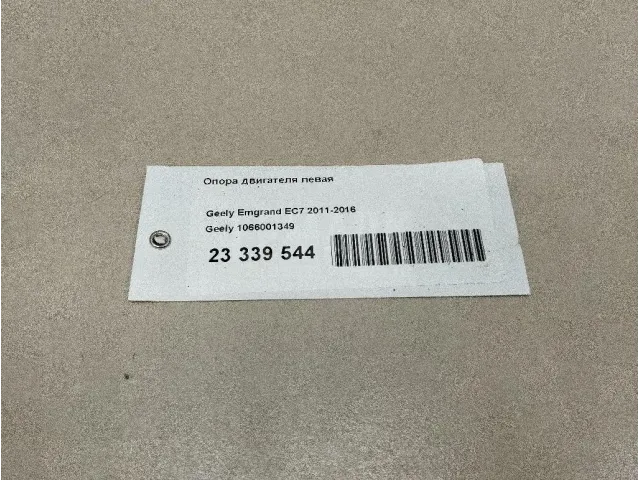 Опора двигателя левая
Geely Emgrand EC7 2011-2016
Geely 1066001349
23 339 544